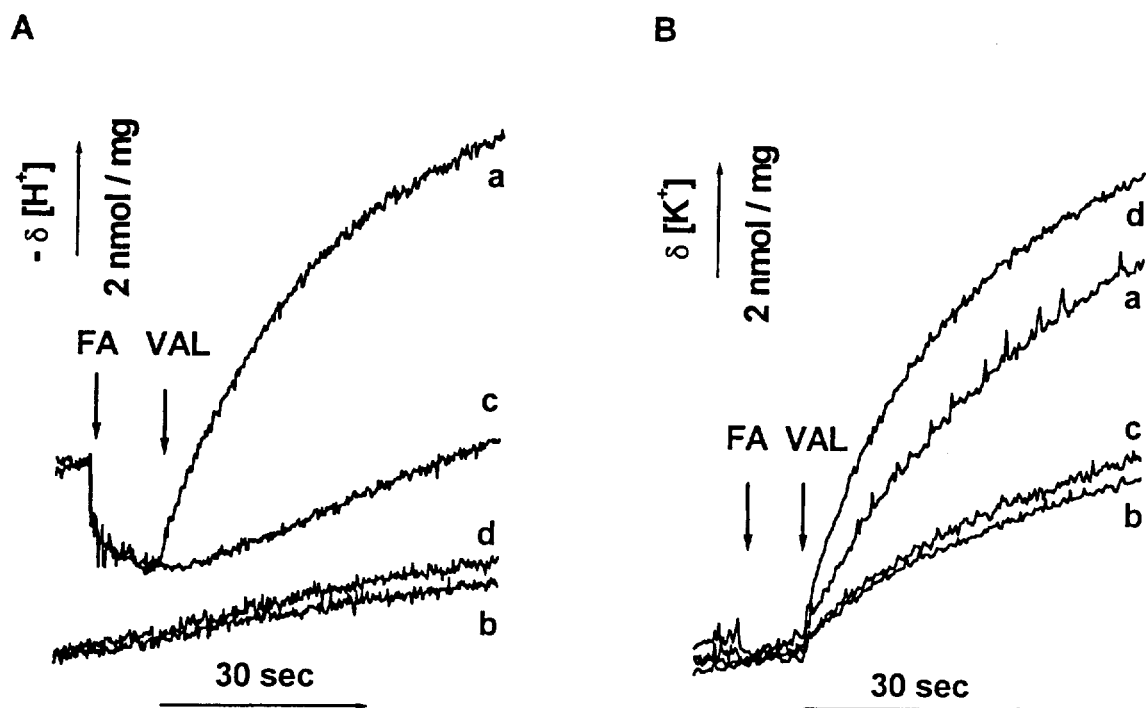 A
- δ [H+]
2 nmol / mg
FA VAL
a
c
d
b
30 sec
B
δ [K+]
2 nmol / mg
FA VAL
d
a
c
b
30 sec